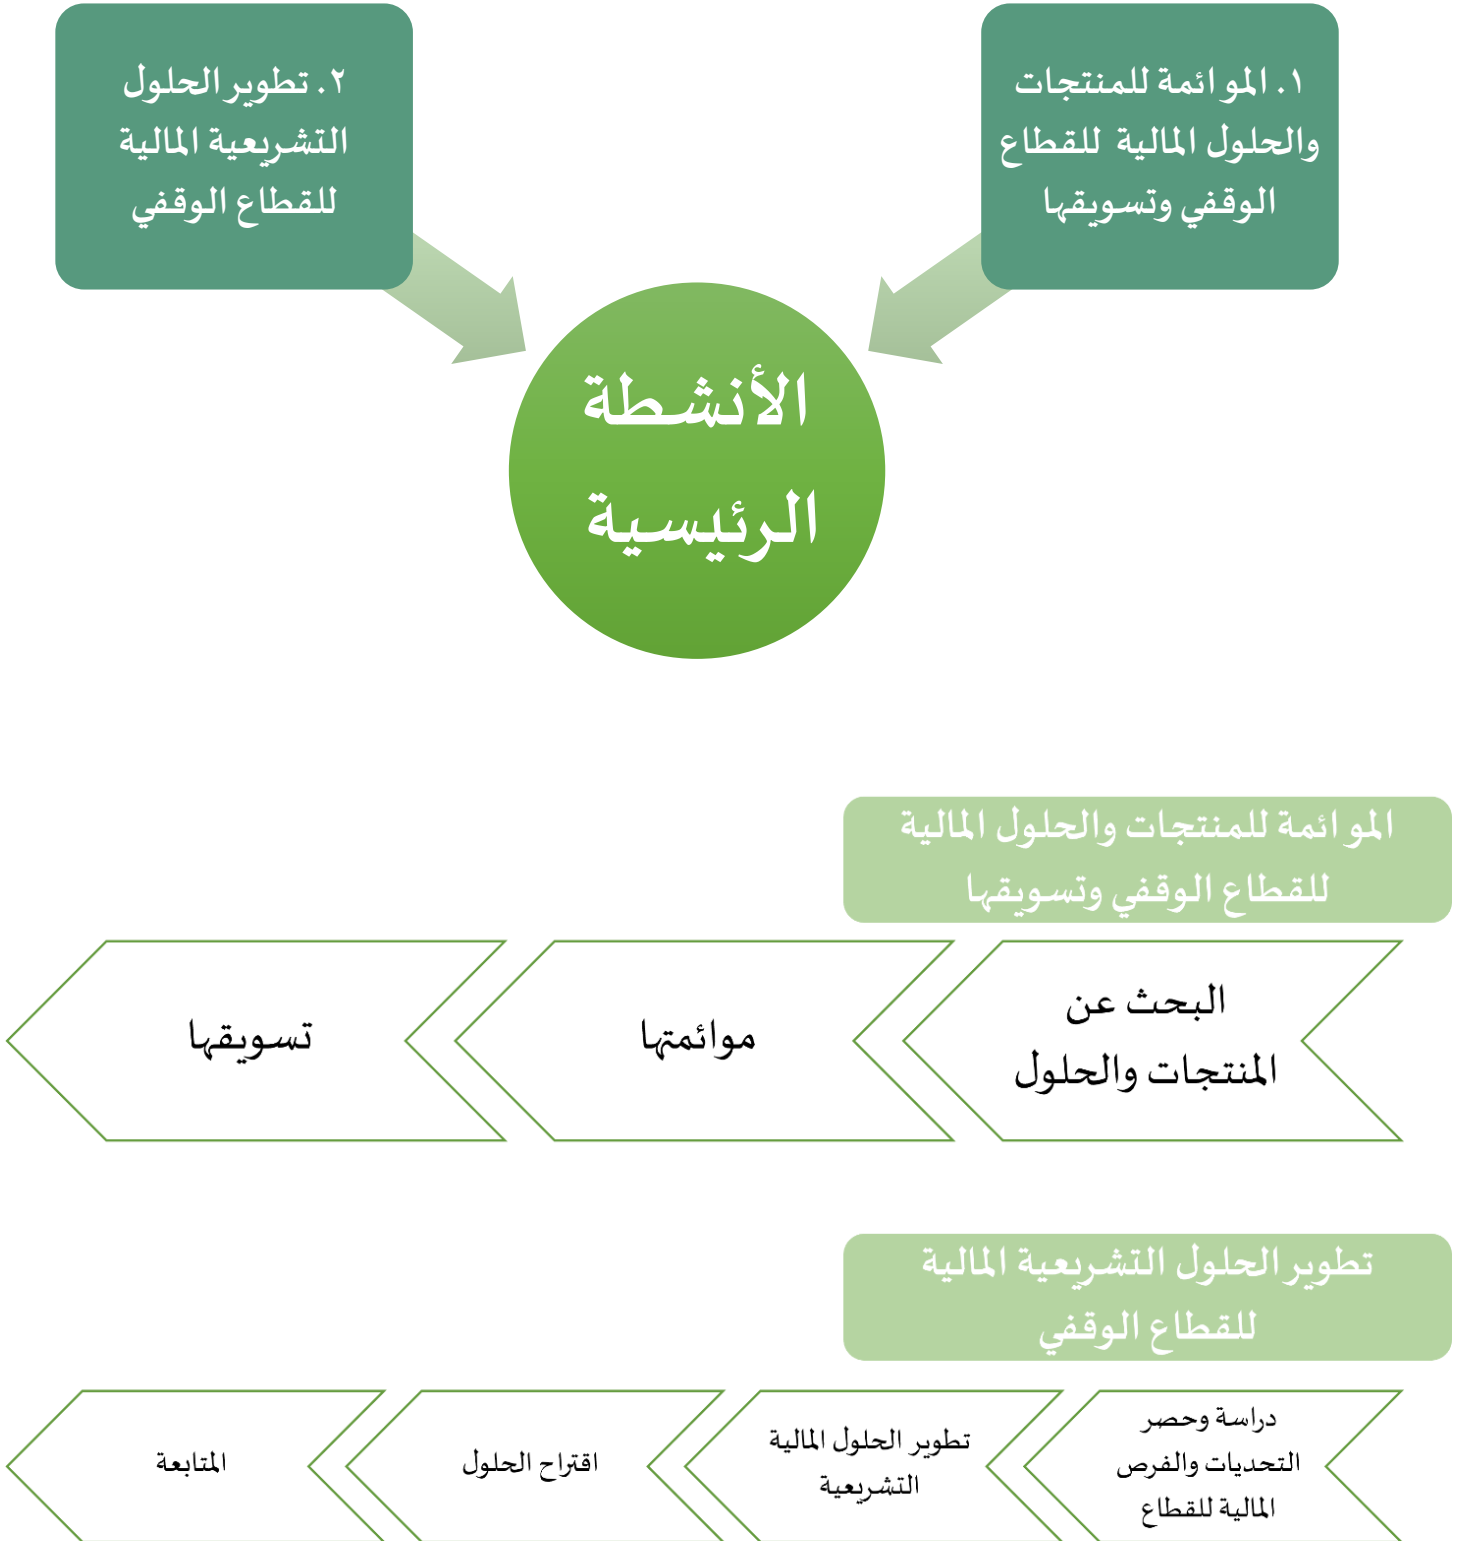 ١. الموائمة للمنتجات
والحلول المالية للقطاع
الوقفي وتسويقها
٢. تطوير الحلول
التشريعية المالية
للقطاع الوقفي
الأنشطة
الرئيسية
الموائمة للمنتجات والحلول المالية
للقطاع الوقفي وتسويقها
البحث عن
المنتجات والحلول
موائمتها
تسويقها
تطوير الحلول التشريعية المالية
للقطاع الوقفي
دراسة وحصر
التحديات والفرص
المالية للقطاع
تطوير الحلول المالية
التشريعية
اقتراح الحلول
المتابعة